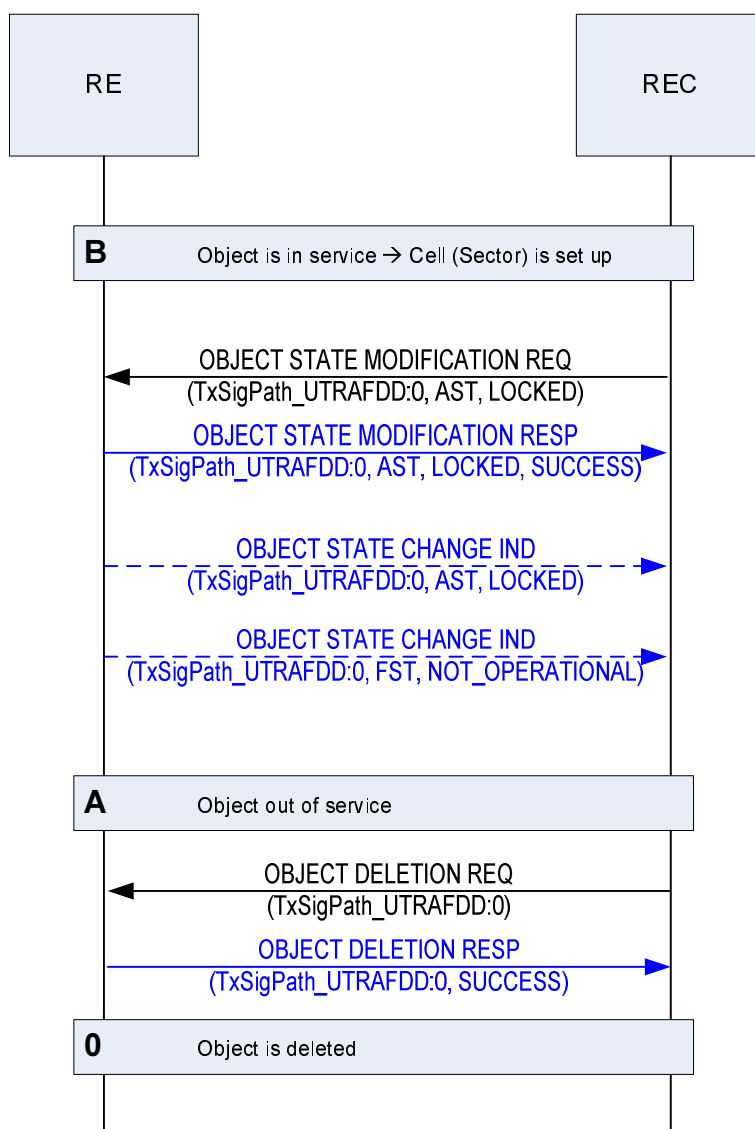 RE
REC
B
Object is in service → Cell (Sector) is set up
OBJECT STATE MODIFICATION REQ
(TxSigPath_UTRAFDD:0, AST, LOCKED)
OBJECT STATE MODIFICATION RESP
(TxSigPath_UTRAFDD:0, AST, LOCKED, SUCCESS)
OBJECT STATE CHANGE IND
(TxSigPath_UTRAFDD:0, AST, LOCKED)
OBJECT STATE CHANGE IND
(TxSigPath_UTRAFDD:0, FST, NOT_OPERATIONAL)
A
Object out of service
OBJECT DELETION REQ
(TxSigPath_UTRAFDD:0)
OBJECT DELETION RESP
(TxSigPath_UTRAFDD:0, SUCCESS)
0
Object is deleted